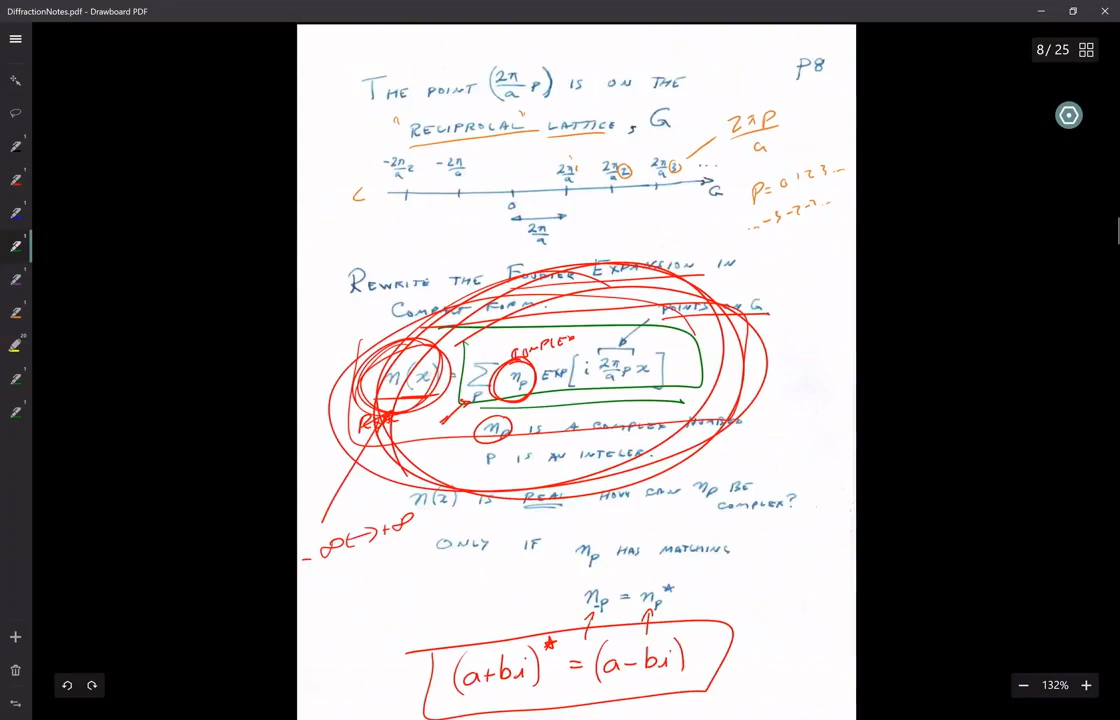 DiffractionNotes.pdf - Drawboard PDF
8/25
p8
THE POINT (2π/a p) IS ON THE
"RECIPROCAL" LATTICE, G
2πp/a
-2π/a 2 -2π/a 2π/a 1 2π/a 2 2π/a 3 ...
0 G
2π/a
P = 0 1 2 3 ...
REWRITE THE FOURIER EXPANSION IN
COMPACT FORM. POINTS ON G
COMPLEX
n(x) = ∑p np EXP[i 2π/a p x]
REAL
np IS A COMPLEX NUMBER
P IS AN INTEGER.
n(x) IS REAL HOW CAN np BE
COMPLEX?
-∞ ↔ +∞
ONLY IF np HAS MATCHING
n-p = np*
(a+bi)* = (a-bi)
132%